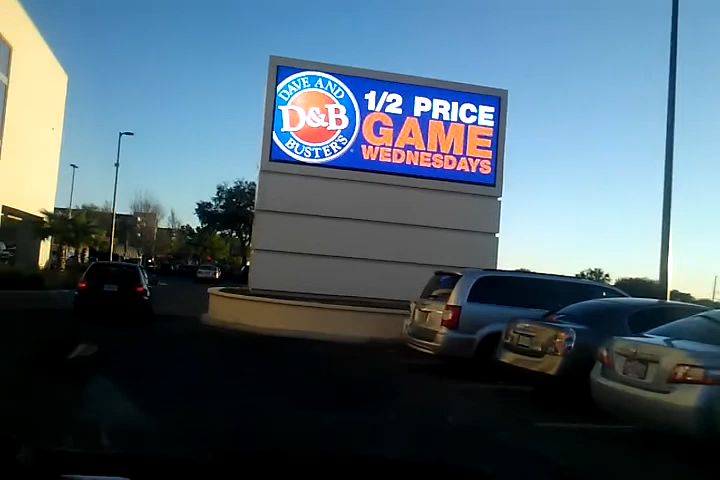 DAVE AND
D&B
BUSTER'S
1/2 PRICE
GAME
WEDNESDAYS